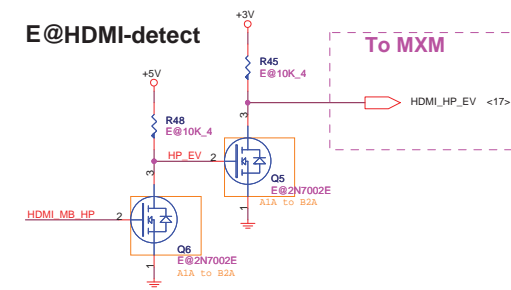 E@HDMI-detect
+3V
To MXM
R45
E@10K_4
+5V
HDMI_HP_EV <17>
3
R48
E@10K_4
HP_EV
2
Q5
E@2N7002E
A1A to B2A
1
3
HDMI_MB_HP
2
Q6
E@2N7002E
A1A to B2A
1